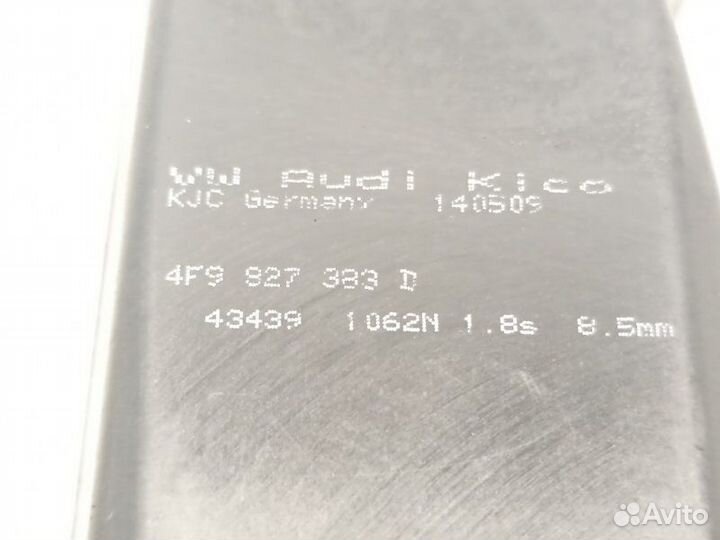 VW Audi Kico
KJC Germany 140509
4F9 827 383 D
43439 1062N 1.8s 8.5mm
Avito